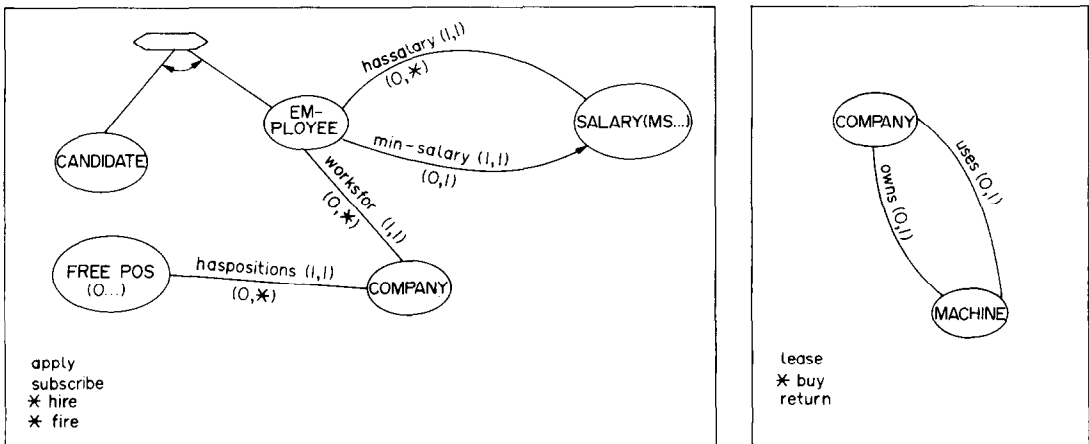 hassalary (1,1)
(0,*)
EM-
PLOYEE
SALARY(MS...)
CANDIDATE
min-salary (1,1)
(0,1)
worksfor (1,1)
(0,*)
FREE POS
(0...)
haspositions (1,1)
(0,*)
COMPANY
apply
subscribe
* hire
* fire
COMPANY
uses (0,1)
owns (0,1)
MACHINE
lease
* buy
return